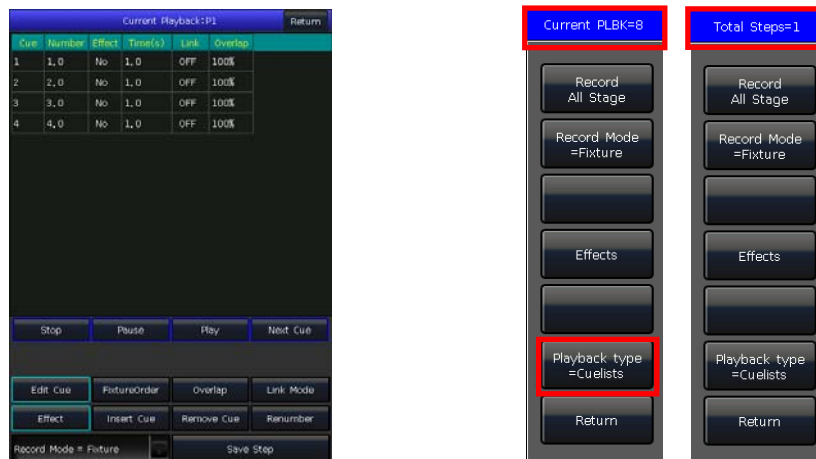 Current Playback:P1 Return
Cue Number Effect Time(s) Link Overlap
1 1.0 No 1.0 OFF 100%
2 2.0 No 1.0 OFF 100%
3 3.0 No 1.0 OFF 100%
4 4.0 No 1.0 OFF 100%
Stop Pause Play Next Cue
Edit Cue FixtureOrder Overlap Link Mode
Effect Insert Cue Remove Cue Renumber
Record Mode = Fixture Save Step
Current PLBK=8
Record
All Stage
Record Mode
=Fixture
Effects
Playback type
=Cuelists
Return
Total Steps=1
Record
All Stage
Record Mode
=Fixture
Effects
Playback type
=Cuelists
Return